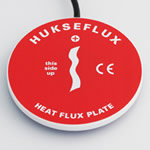 HUKSEFLUX
this
side
up
CE
HEAT FLUX PLATE